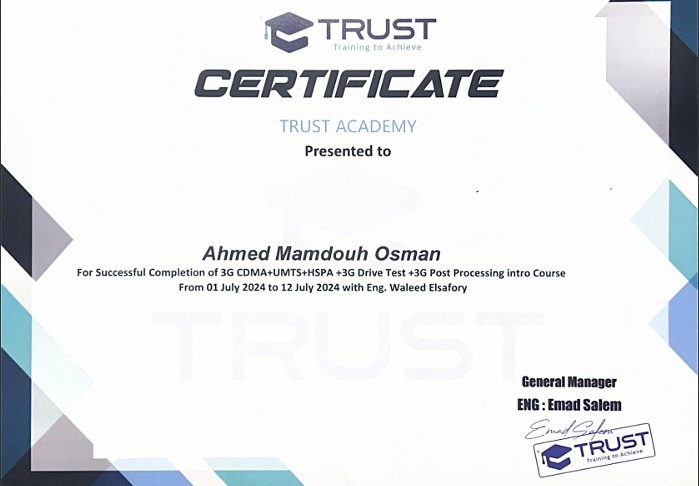 TRUST
Training to Achieve
CERTIFICATE
TRUST ACADEMY
Presented to
Ahmed Mamdouh Osman
For Successful Completion of 3G CDMA+UMTS+HSPA +3G Drive Test +3G Post Processing intro Course
From 01 July 2024 to 12 July 2024 with Eng. Waleed Elsafory
TRUST
General Manager
ENG : Emad Salem
Emad Salem
TRUST
Training to Achieve